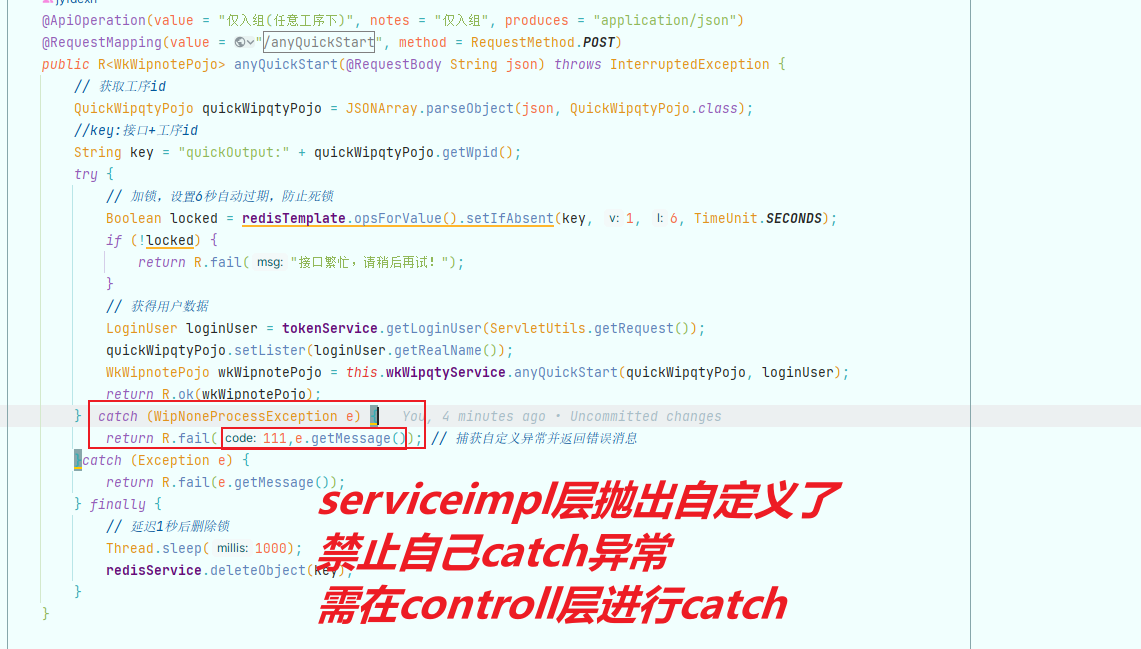 @ApiOperation(value = "仅入组(任意工序下)", notes = "仅入组", produces = "application/json")
@RequestMapping(value = "/anyQuickStart", method = RequestMethod.POST)
public R<WkWipnotePojo> anyQuickStart(@RequestBody String json) throws InterruptedException {
// 获取工序id
QuickWipqtyPojo quickWipqtyPojo = JSONArray.parseObject(json, QuickWipqtyPojo.class);
//key:接口+工序id
String key = "quickOutput:" + quickWipqtyPojo.getWpid();
try {
// 加锁，设置6秒自动过期，防止死锁
Boolean locked = redisTemplate.opsForValue().setIfAbsent(key, v: 1, l: 6, TimeUnit.SECONDS);
if (!locked) {
return R.fail( msg: "接口繁忙，请稍后再试！");
}
// 获得用户数据
LoginUser loginUser = tokenService.getLoginUser(ServletUtils.getRequest());
quickWipqtyPojo.setLister(loginUser.getRealName());
WkWipnotePojo wkWipnotePojo = this.wkWipqtyService.anyQuickStart(quickWipqtyPojo, loginUser);
return R.ok(wkWipnotePojo);
} catch (WipNoneProcessException e) { You, 4 minutes ago • Uncommitted changes
return R.fail( code: 111,e.getMessage()); // 捕获自定义异常并返回错误消息
}catch (Exception e) {
return R.fail(e.getMessage());
} finally {
// 延迟1秒后删除锁
Thread.sleep( millis: 1000);
redisService.deleteObject(key);
}
}
serviceimpl层抛出自定义了
禁止自己catch异常
需在controll层进行catch